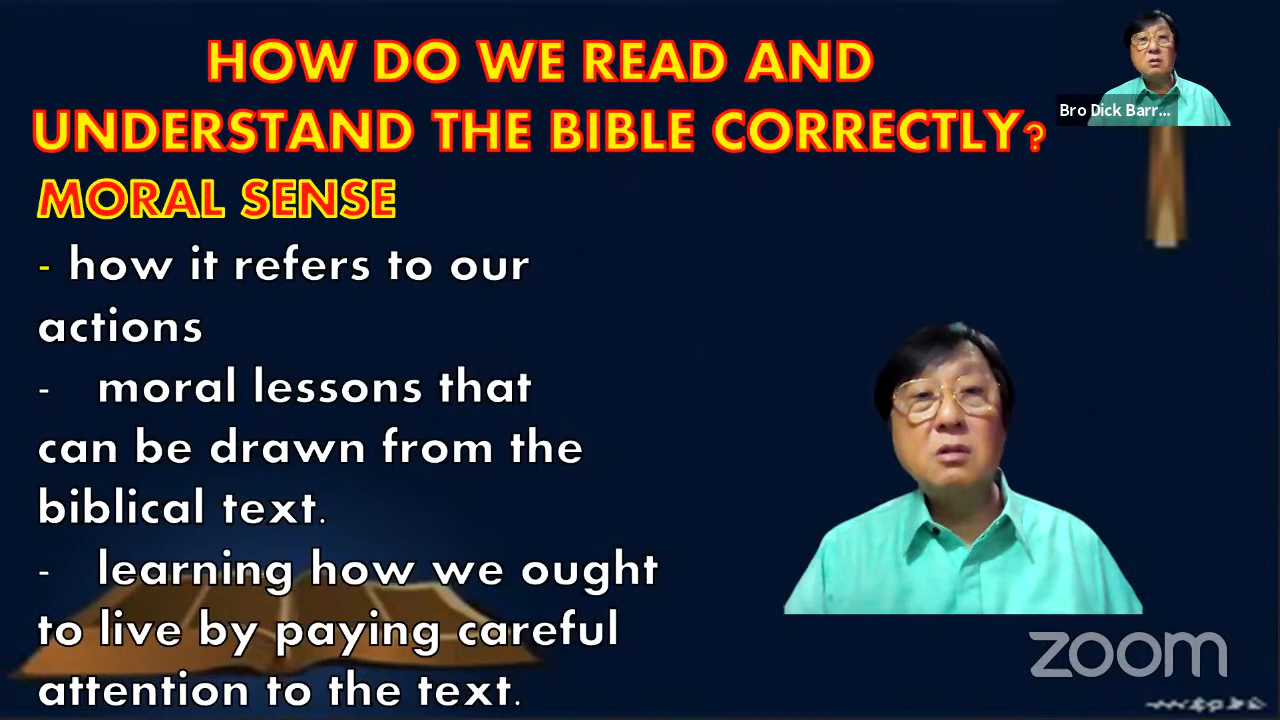 HOW DO WE READ AND
UNDERSTAND THE BIBLE CORRECTLY?
Bro Dick Barr...
MORAL SENSE
- how it refers to our
actions
- moral lessons that
can be drawn from the
biblical text.
- learning how we ought
to live by paying careful
attention to the text.
zoom